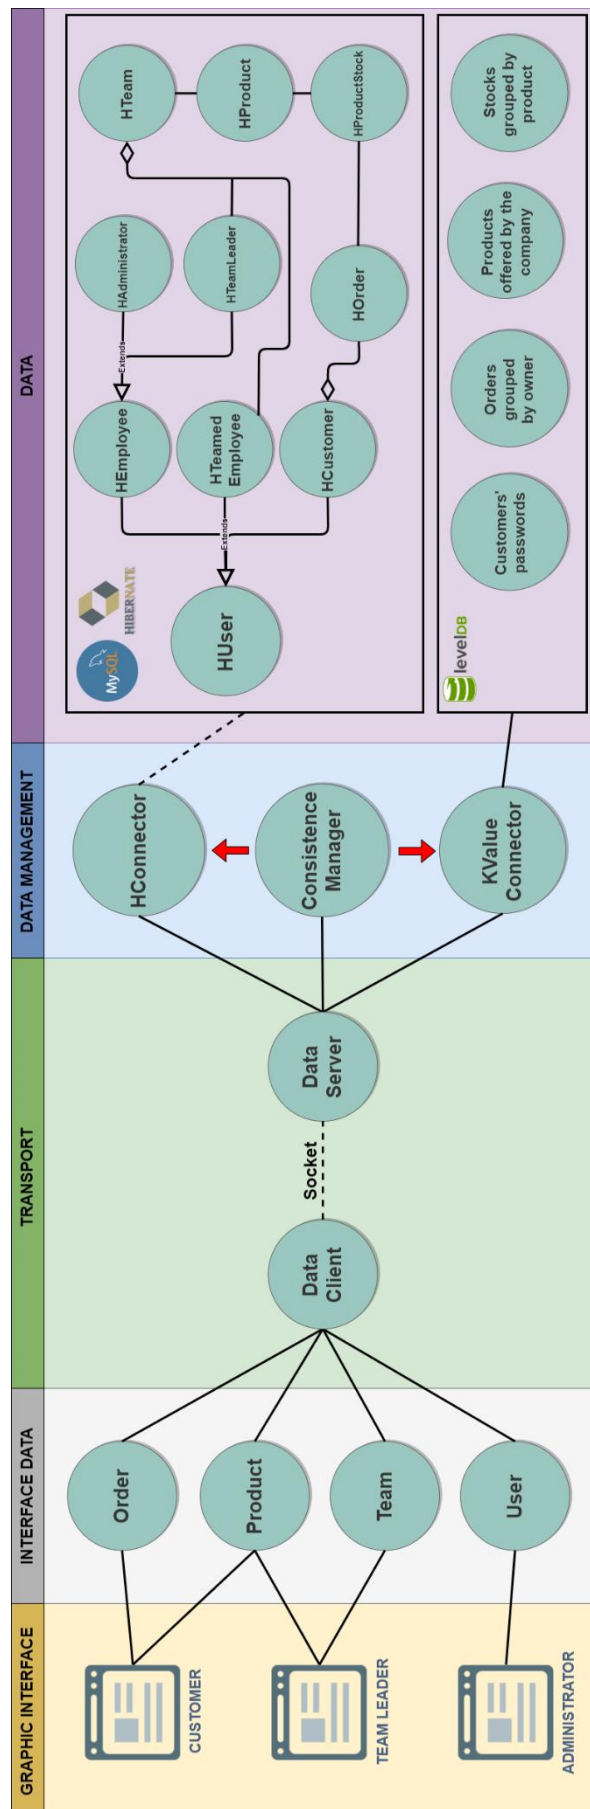 GRAPHIC INTERFACE
INTERFACE DATA
TRANSPORT
DATA MANAGEMENT
DATA
CUSTOMER
TEAM LEADER
ADMINISTRATOR
Order
Product
Team
User
Data
Client
Socket
Data
Server
HConnector
Consistence
Manager
KValue
Connector
MySQL
HIBERNATE
HUser
Extends
HEmployee
HTeamed
Employee
HCustomer
Extends
HAdministrator
HTeamLeader
HOrder
HTeam
HProduct
HProductStock
levelDB
Customers'
passwords
Orders
grouped
by owner
Products
offered by the
company
Stocks
grouped by
product